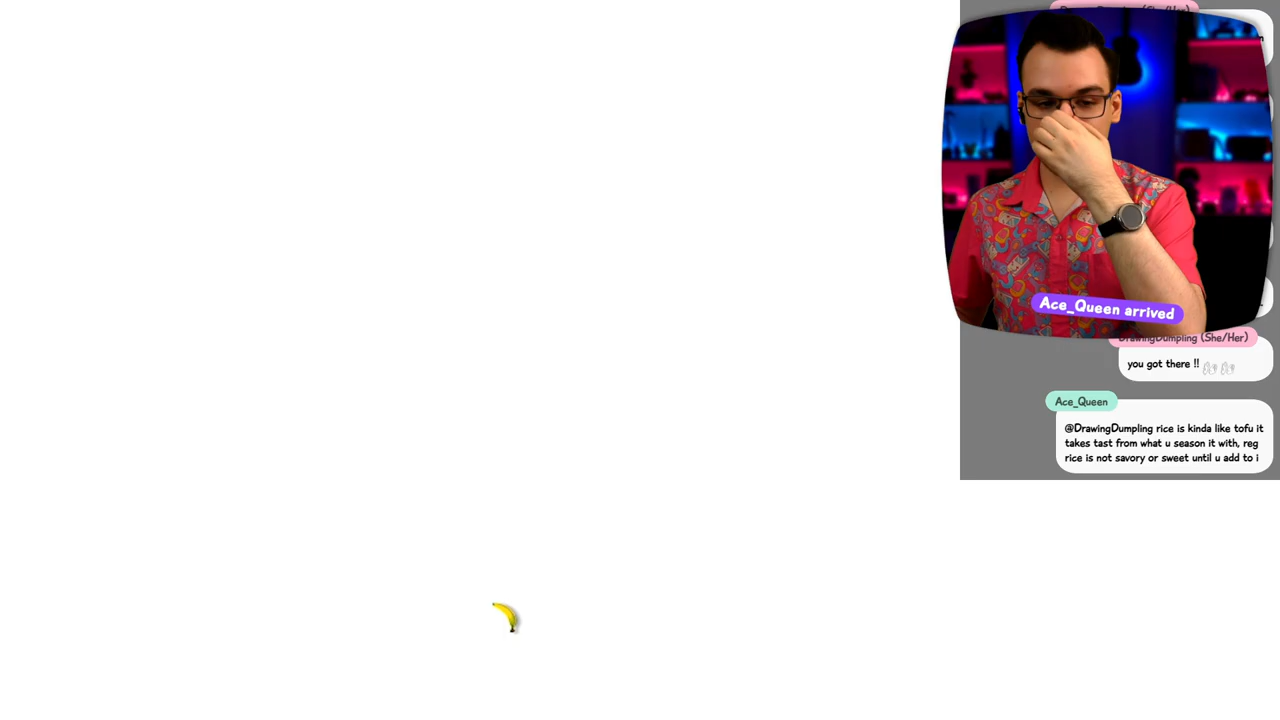 Ace_Queen arrived
DrawingDumpling (She/Her)
you got there !!
Ace_Queen
@DrawingDumpling rice is kinda like tofu it
takes tast from what u season it with, reg
rice is not savory or sweet until u add to i